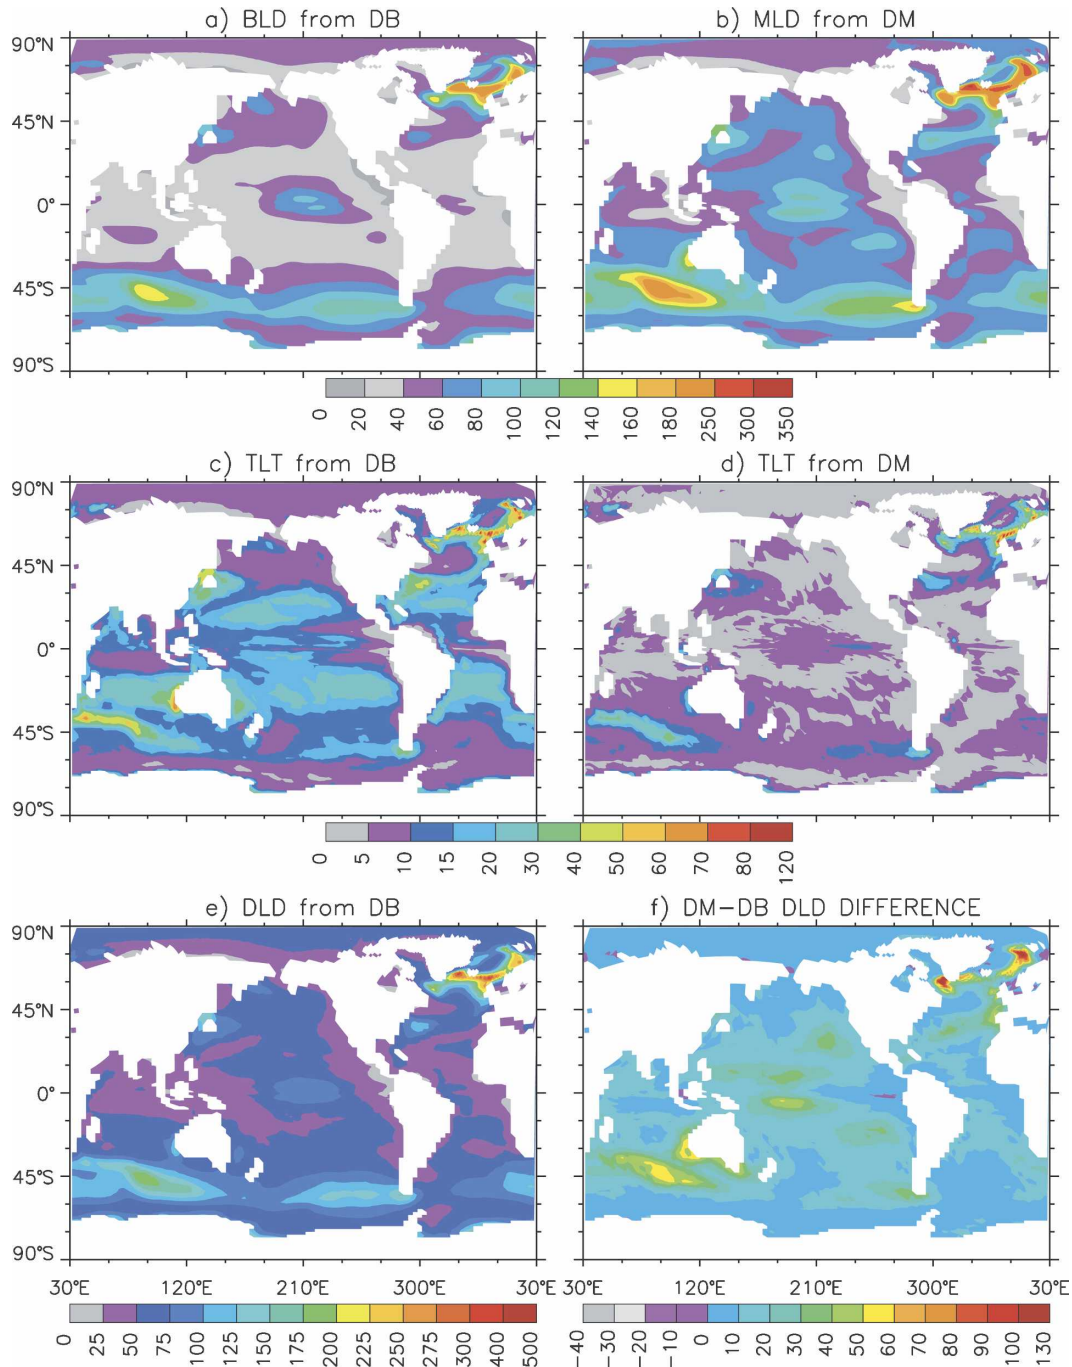 a) BLD from DB
b) MLD from DM
90°N
45°N
0°
45°S
90°S
0 20 40 60 80 100 120 140 160 180 200 250 300 350
c) TLT from DB
d) TLT from DM
90°N
45°N
0°
45°S
90°S
0 5 10 15 20 30 40 50 60 70 80 120
e) DLD from DB
f) DM-DB DLD DIFFERENCE
90°N
45°N
0°
45°S
90°S
30°E 120°E 210°E 300°E 30°E 120°E 210°E 300°E 30°E
0 25 50 75 100 125 150 175 200 225 250 275 300 400 500
-40 -30 -20 -10 0 10 20 30 40 50 60 70 80 90 100 130